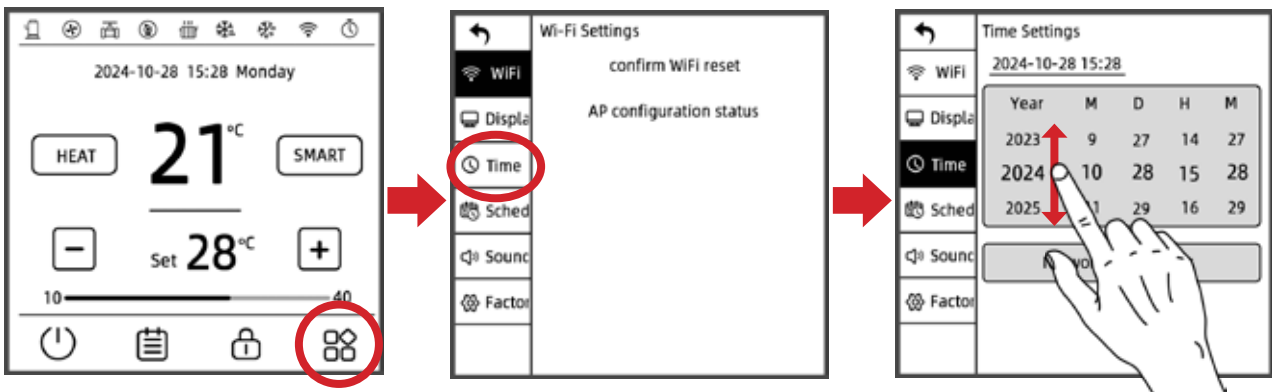 2024-10-28 15:28 Monday
HEAT
21°C
SMART
Set 28°C
10
40
Wi-Fi Settings
WiFi
confirm WiFi reset
Displa
AP configuration status
Time
Sched
Sounc
Factor
Time Settings
WiFi
2024-10-28 15:28
Displa
Time
Sched
Sounc
Factor
Year M D H M
2023 9 27 14 27
2024 10 28 15 28
2025 29 16 29